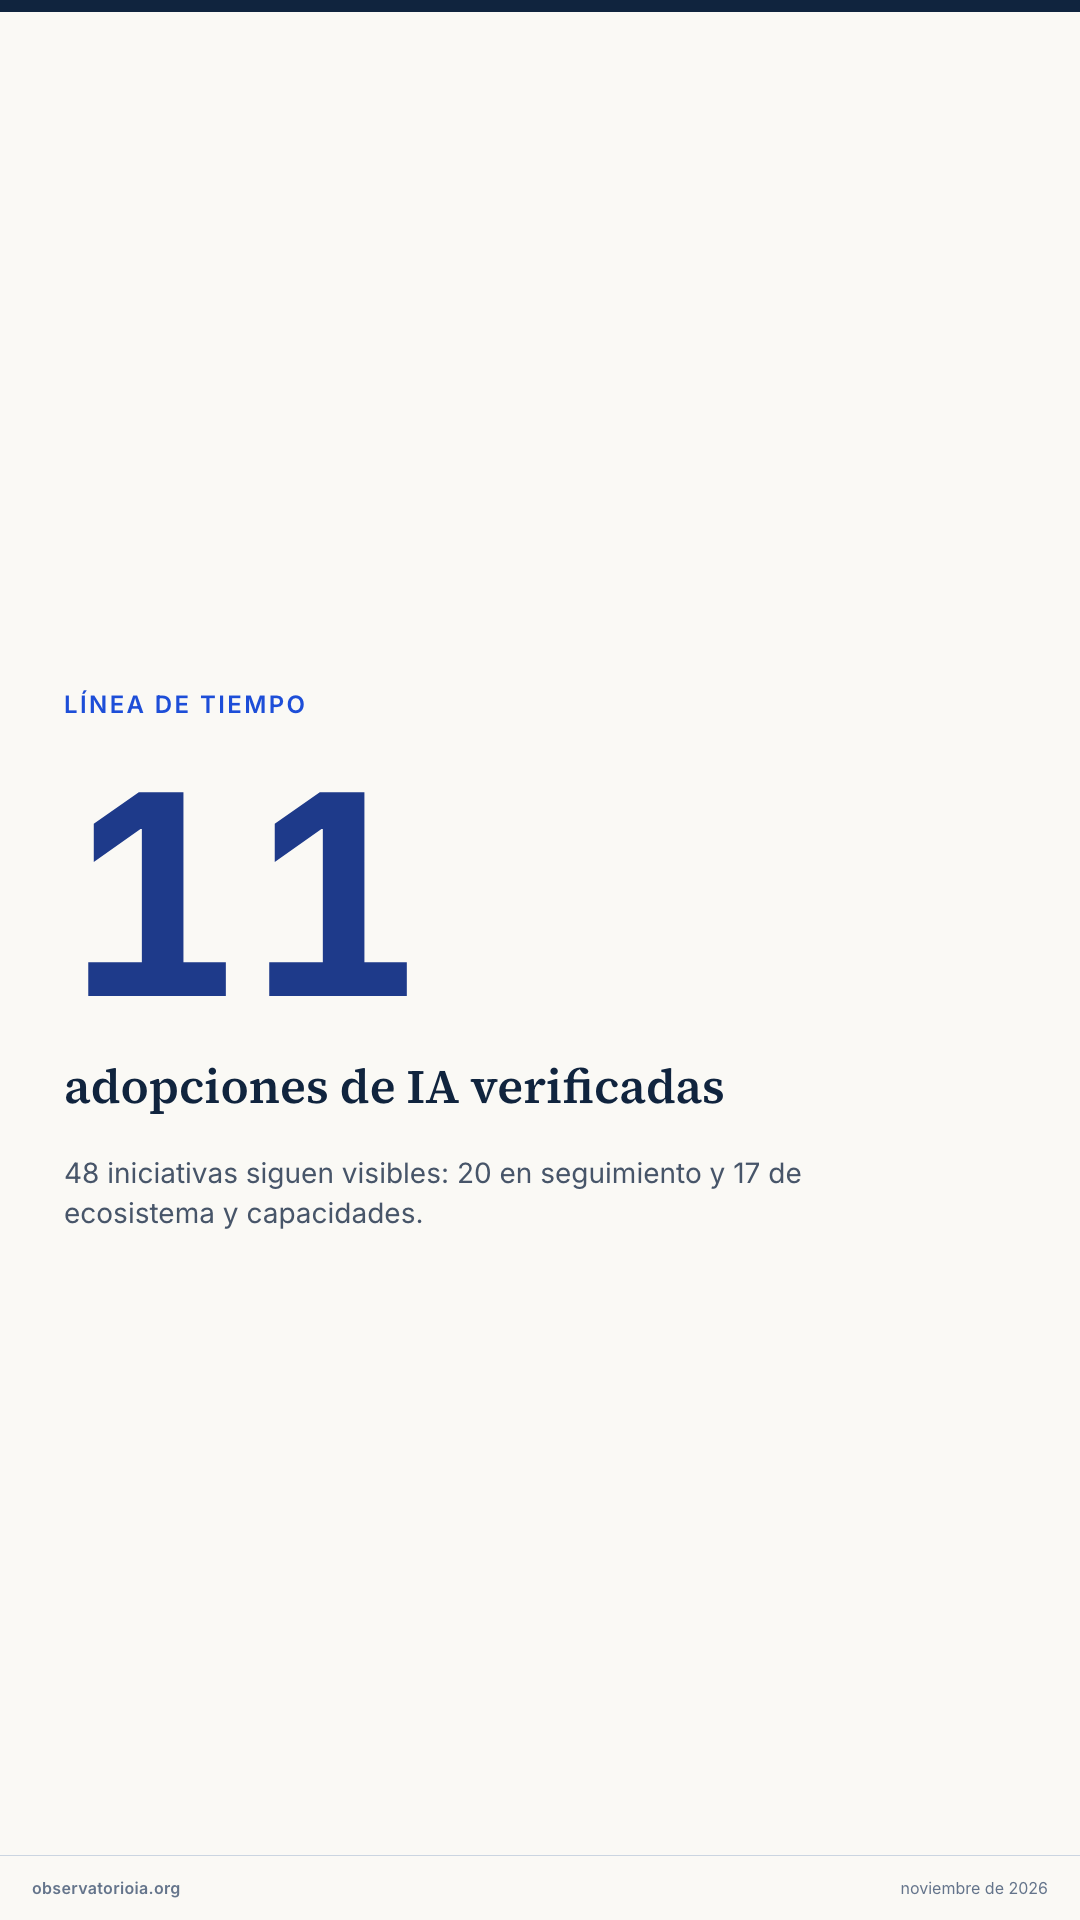 LÍNEA DE TIEMPO
11
adopciones de IA verificadas
48 iniciativas siguen visibles: 20 en seguimiento y 17 de
ecosistema y capacidades.
observatorioia.org
noviembre de 2026